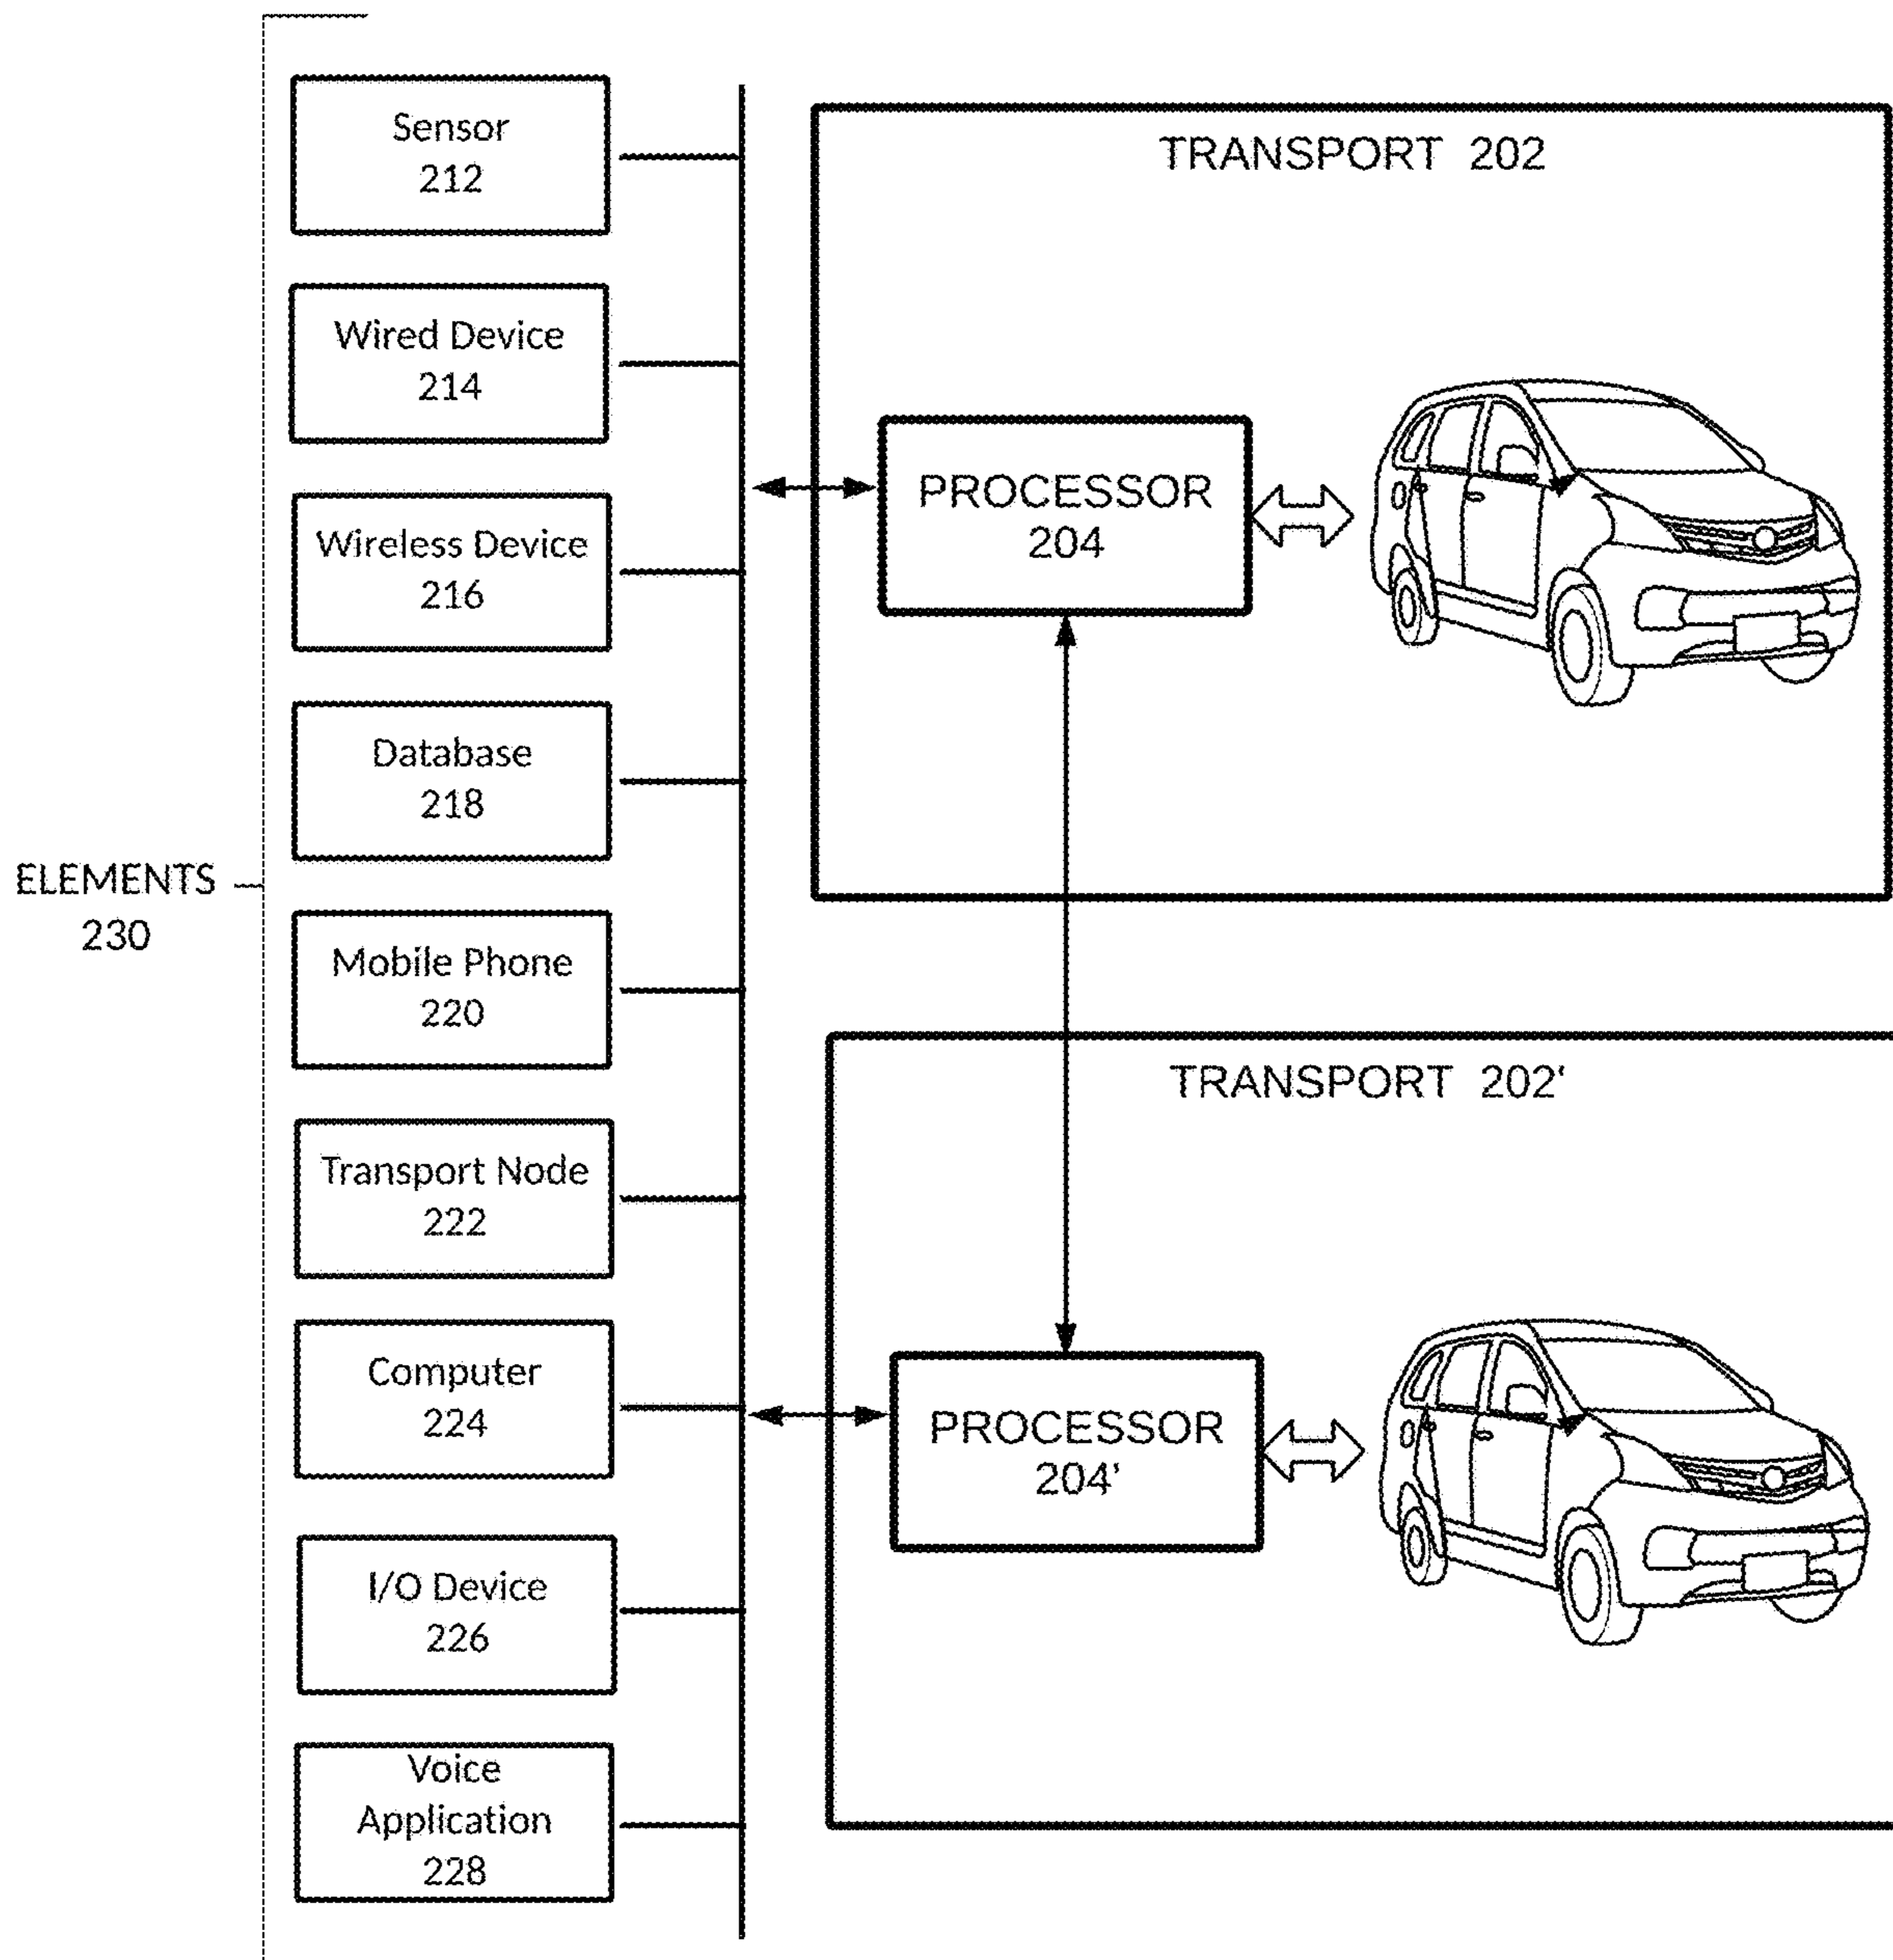 ELEMENTS
230
Sensor
212
Wired Device
214
Wireless Device
216
Database
218
Mobile Phone
220
Transport Node
222
Computer
224
I/O Device
226
Voice
Application
228
TRANSPORT 202
PROCESSOR
204
TRANSPORT 202‘
PROCESSOR
204’